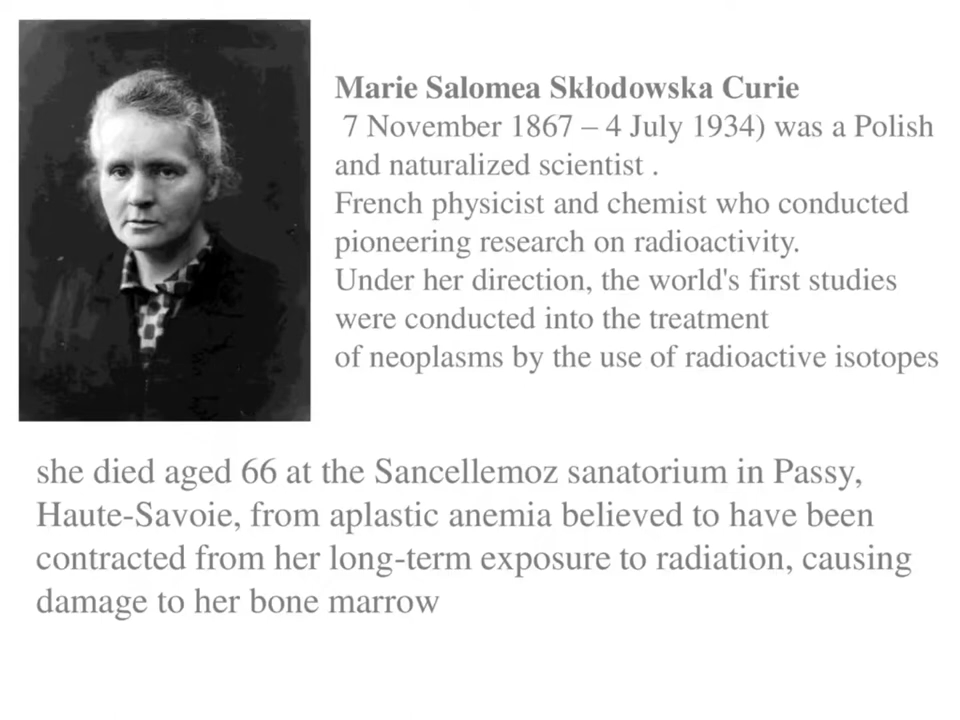 Marie Salomea Skłodowska Curie
7 November 1867 – 4 July 1934) was a Polish
and naturalized scientist .
French physicist and chemist who conducted
pioneering research on radioactivity.
Under her direction, the world's first studies
were conducted into the treatment
of neoplasms by the use of radioactive isotopes
she died aged 66 at the Sancellemoz sanatorium in Passy,
Haute-Savoie, from aplastic anemia believed to have been
contracted from her long-term exposure to radiation, causing
damage to her bone marrow